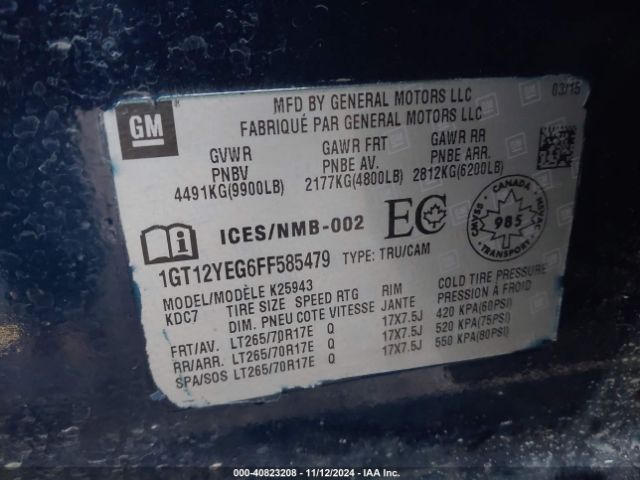 GM
®
MFD BY GENERAL MOTORS LLC
03/15
FABRIQUÉ PAR GENERAL MOTORS LLC
GVWR GAWR FRT GAWR RR
PNBV PNBE AV. PNBE ARR.
4491KG(9900LB) 2177KG(4800LB) 2812KG(6200LB)
ICES/NMB-002 EC
CANADA
985
TRANSPORT
1GT12YEG6FF585479 TYPE: TRU/CAM
MODEL/MODÈLE K25943
KDC7 TIRE SIZE SPEED RTG RIM COLD TIRE PRESSURE
DIM. PNEU COTE VITESSE JANTE PRESSION À FROID
FRT/AV. LT265/70R17E Q 17X7.5J 420 KPA(60PSI)
RR/ARR. LT265/70R17E Q 17X7.5J 520 KPA(75PSI)
SPA/SOS LT265/70R17E Q 17X7.5J 550 KPA(80PSI)
000-40823208 - 11/12/2024 - IAA Inc.